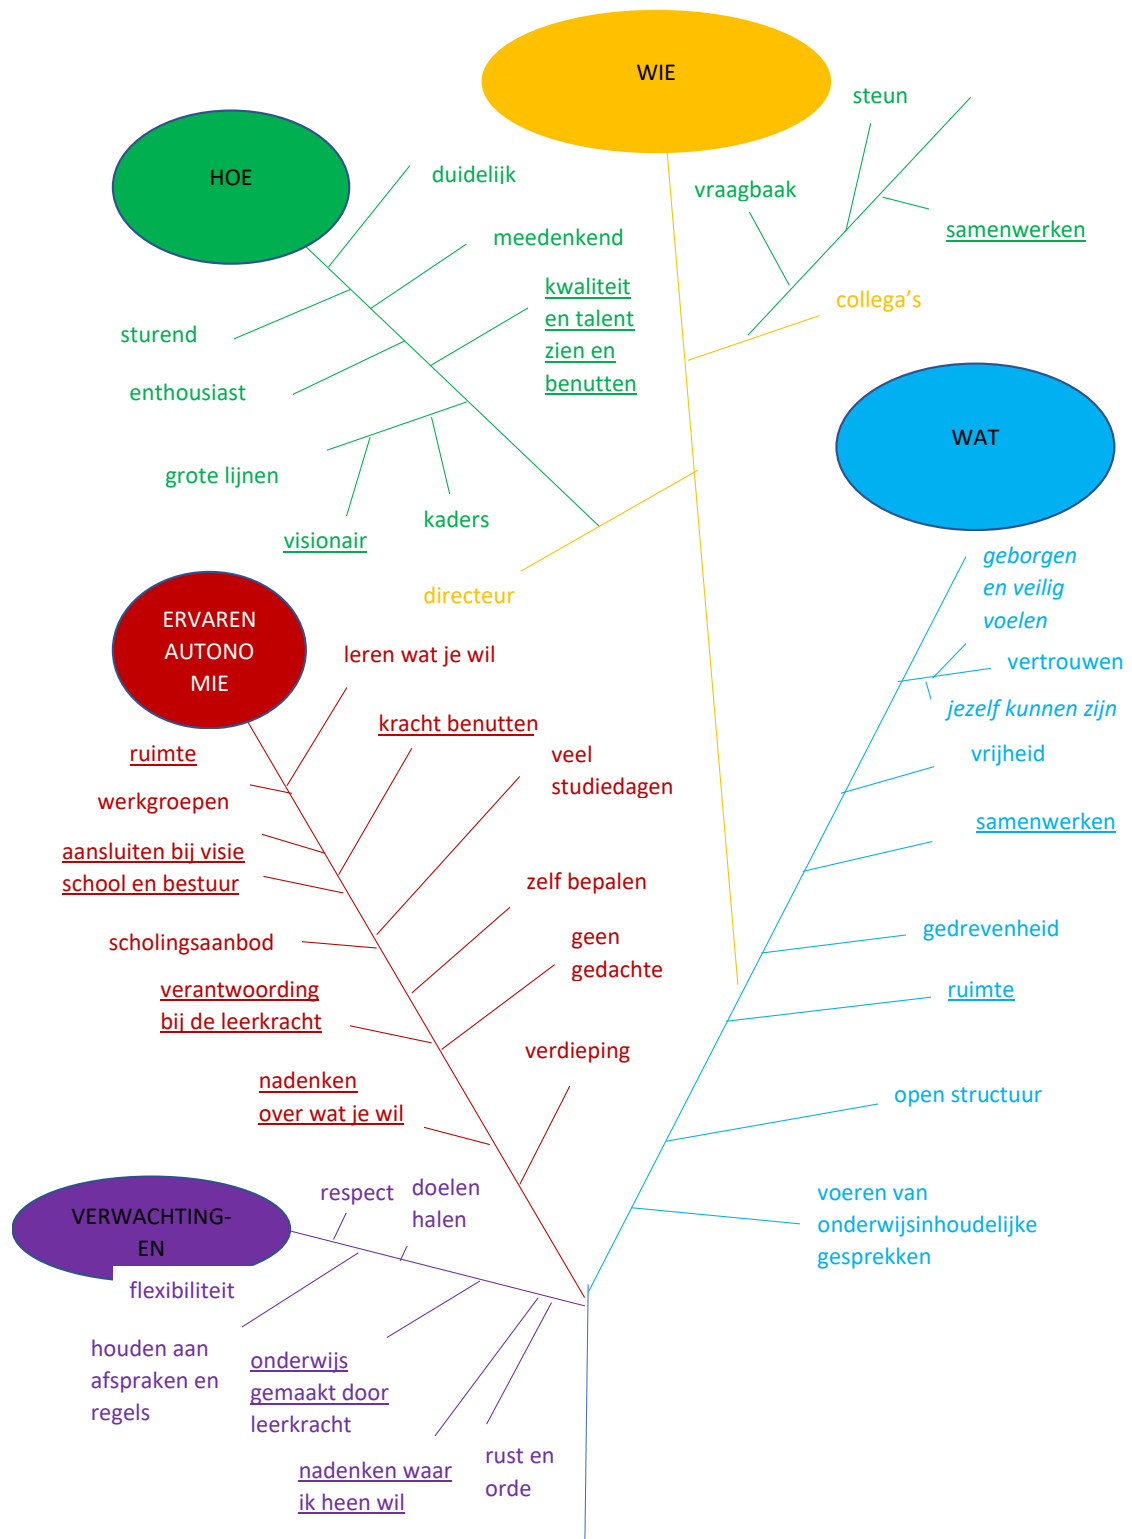 WIE
steun
HOE
duidelijk
vraagbaak
samenwerken
meedenkend
kwaliteit
en talent
zien en
benutten
collega's
sturend
enthousiast
WAT
grote lijnen
kaders
visionair
directeur
geborgen
en veilig
voelen
vertrouwen
jezelf kunnen zijn
vrijheid
samenwerken
gedrevenheid
ruimte
open structuur
voeren van
onderwijsinhoudelijke
gesprekken
ERVAREN
AUTONO
MIE
leren wat je wil
kracht benutten
ruimte
veel
studiedagen
werkgroepen
aansluiten bij visie
school en bestuur
zelf bepalen
scholingsaanbod
geen
gedachte
verantwoording
bij de leerkracht
verdieping
nadenken
over wat je wil
VERWACHTING-
EN
respect
doelen
halen
flexibiliteit
houden aan
afspraken en
regels
onderwijs
gemaakt door
leerkracht
nadenken waar
ik heen wil
rust en
orde